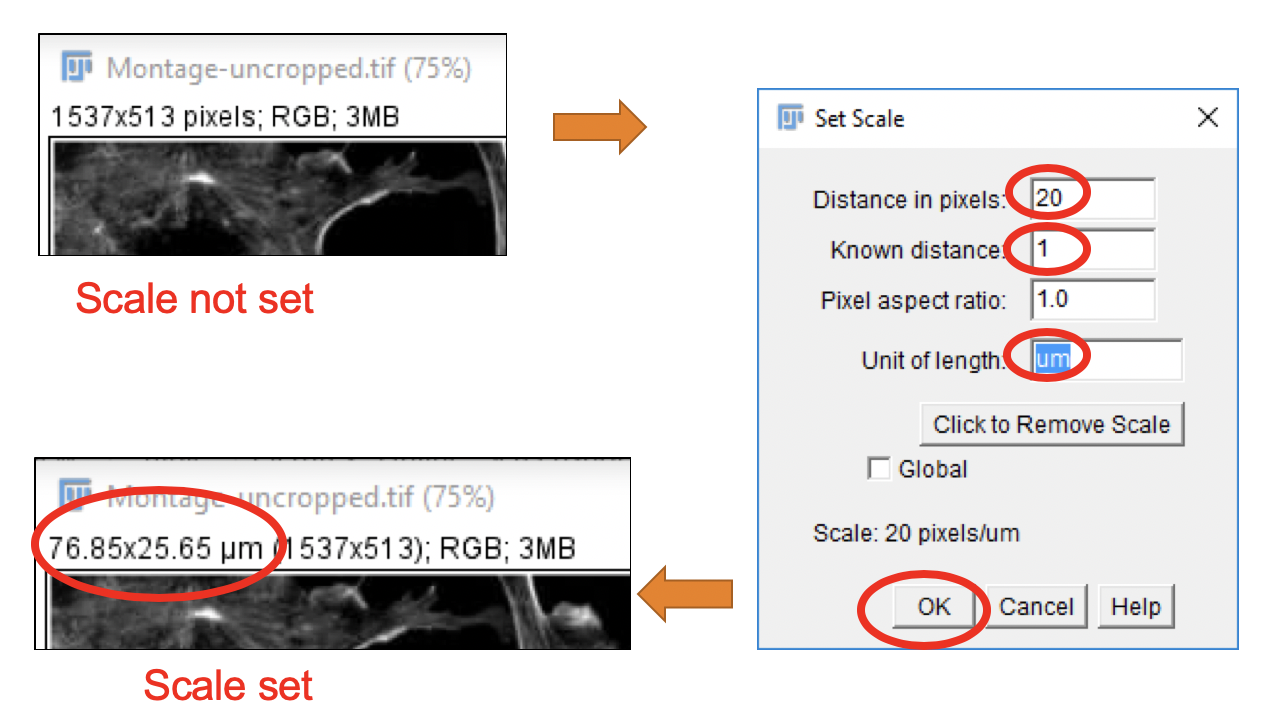 Montage-uncropped.tif (75%)
1537x513 pixels; RGB; 3MB
Scale not set
Set Scale
Distance in pixels: 20
Known distance: 1
Pixel aspect ratio: 1.0
Unit of length: um
Click to Remove Scale
Global
Scale: 20 pixels/um
OK Cancel Help
Montage-uncropped.tif (75%)
76.85x25.65 µm (1537x513); RGB; 3MB
Scale set